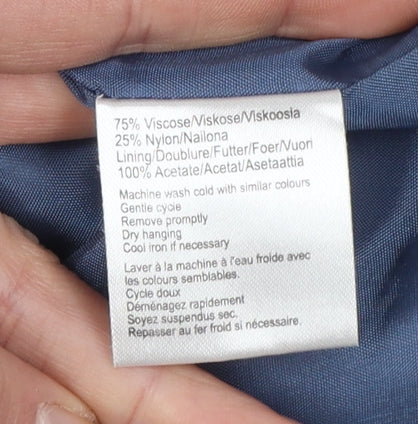 75% Viscose/Viskose/Viskoosia
25% Nylon/Nailona
Lining/Doublure/Futter/Foer/Vuori
100% Acetate/Acetat/Asetaattia
Machine wash cold with similar colours
Gentle cycle
Remove promptly
Dry hanging
Cool iron if necessary
Laver à la machine à l'eau froide avec
les colours semblables.
Cycle doux
Déménagez rapidement
Soyez suspendus sec.
Repasser au fer froid si nécessaire.